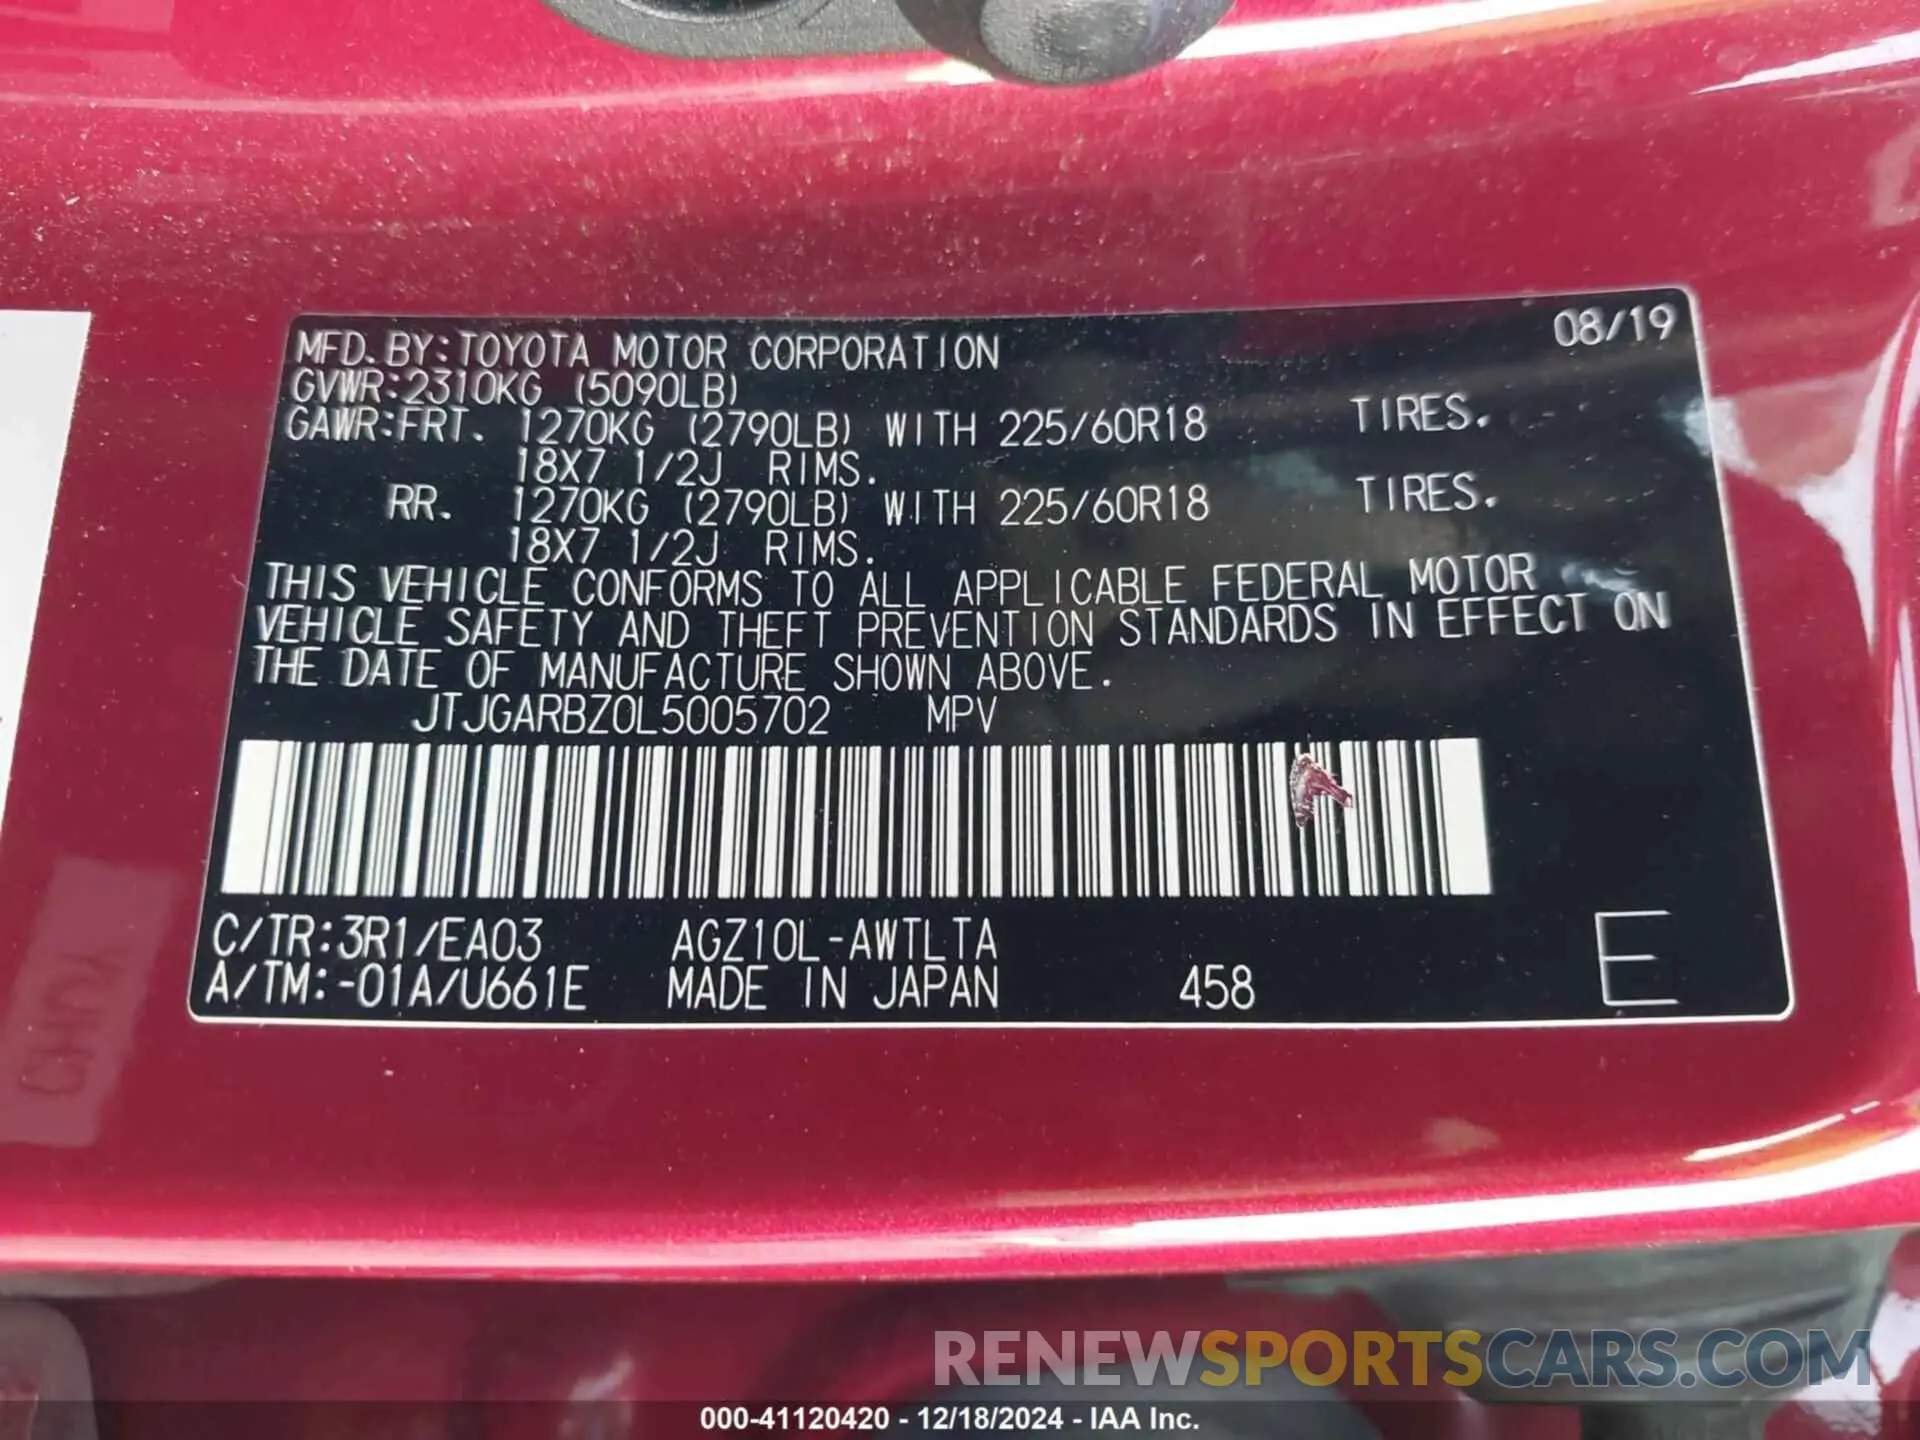 08/19
MFD. BY: TOYOTA MOTOR CORPORATION
GVWR: 2310KG (5090LB)
GAWR: FRT. 1270KG (2790LB) WITH 225/60R18 TIRES.
18X7 1/2J RIMS.
RR. 1270KG (2790LB) WITH 225/60R18 TIRES.
18X7 1/2J RIMS.
THIS VEHICLE CONFORMS TO ALL APPLICABLE FEDERAL MOTOR
VEHICLE SAFETY AND THEFT PREVENTION STANDARDS IN EFFECT ON
THE DATE OF MANUFACTURE SHOWN ABOVE.
JTJGARBZ0L5005702 MPV
C/TR: 3R1/EA03 AGZ10L-AWTLTA
A/TM: -01A/U661E MADE IN JAPAN 458 E
RENEWSPORTSCARS.COM
000-41120420 - 12/18/2024 - IAA Inc.